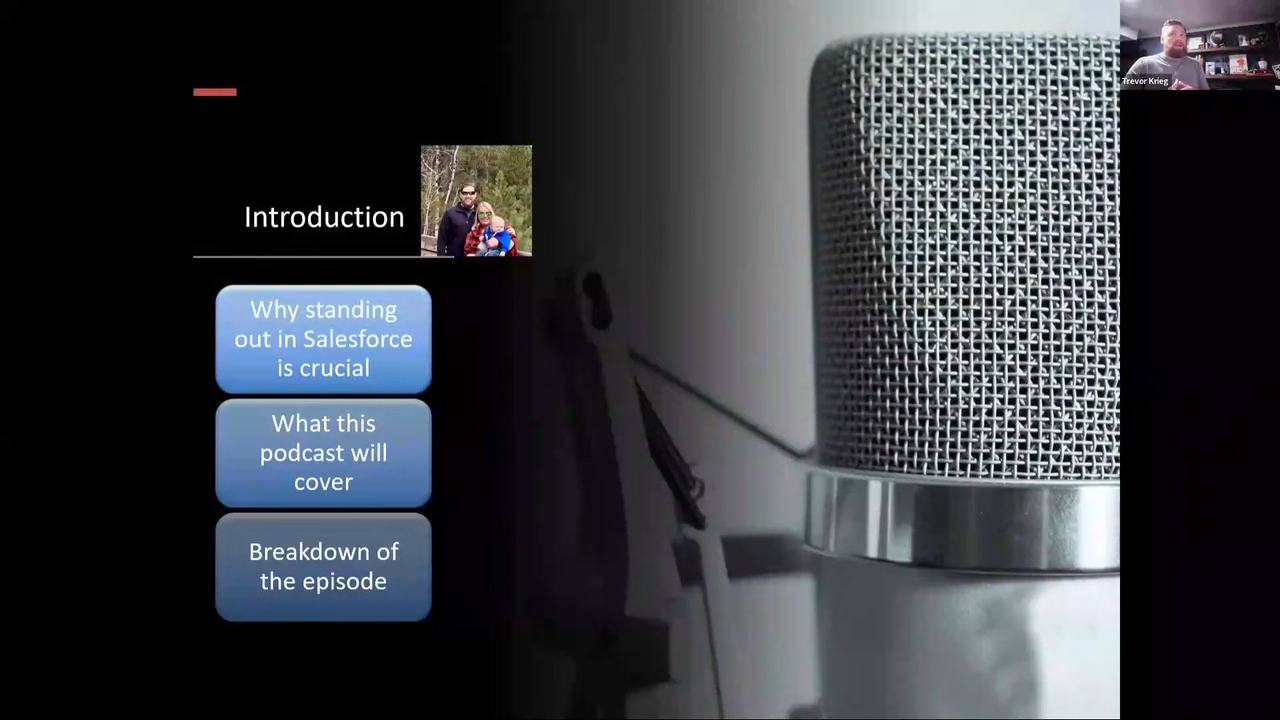 Introduction
Why standing
out in Salesforce
is crucial
What this
podcast will
cover
Breakdown of
the episode
Trevor Krieg